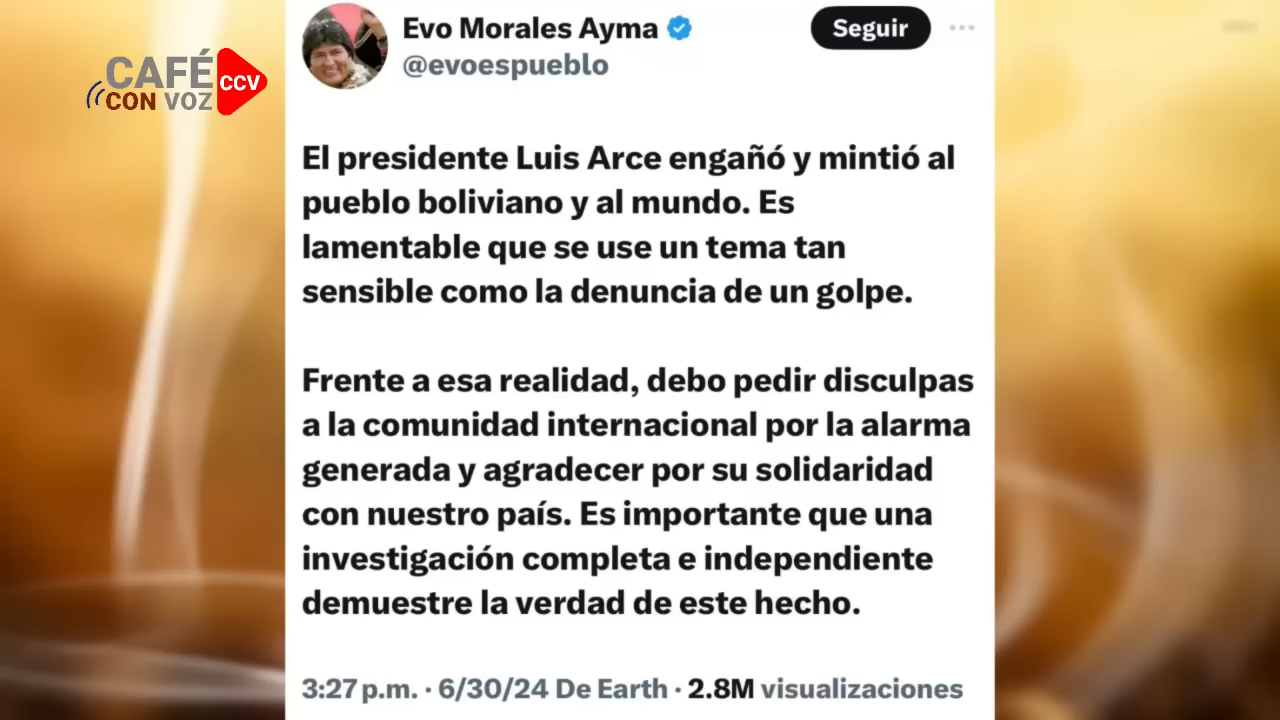 CAFÉ
CON VOZ
CCV
Evo Morales Ayma
@evoespueblo
Seguir
El presidente Luis Arce engañó y mintió al
pueblo boliviano y al mundo. Es
lamentable que se use un tema tan
sensible como la denuncia de un golpe.
Frente a esa realidad, debo pedir disculpas
a la comunidad internacional por la alarma
generada y agradecer por su solidaridad
con nuestro país. Es importante que una
investigación completa e independiente
demuestre la verdad de este hecho.
3:27 p.m. · 6/30/24 De Earth · 2.8M visualizaciones